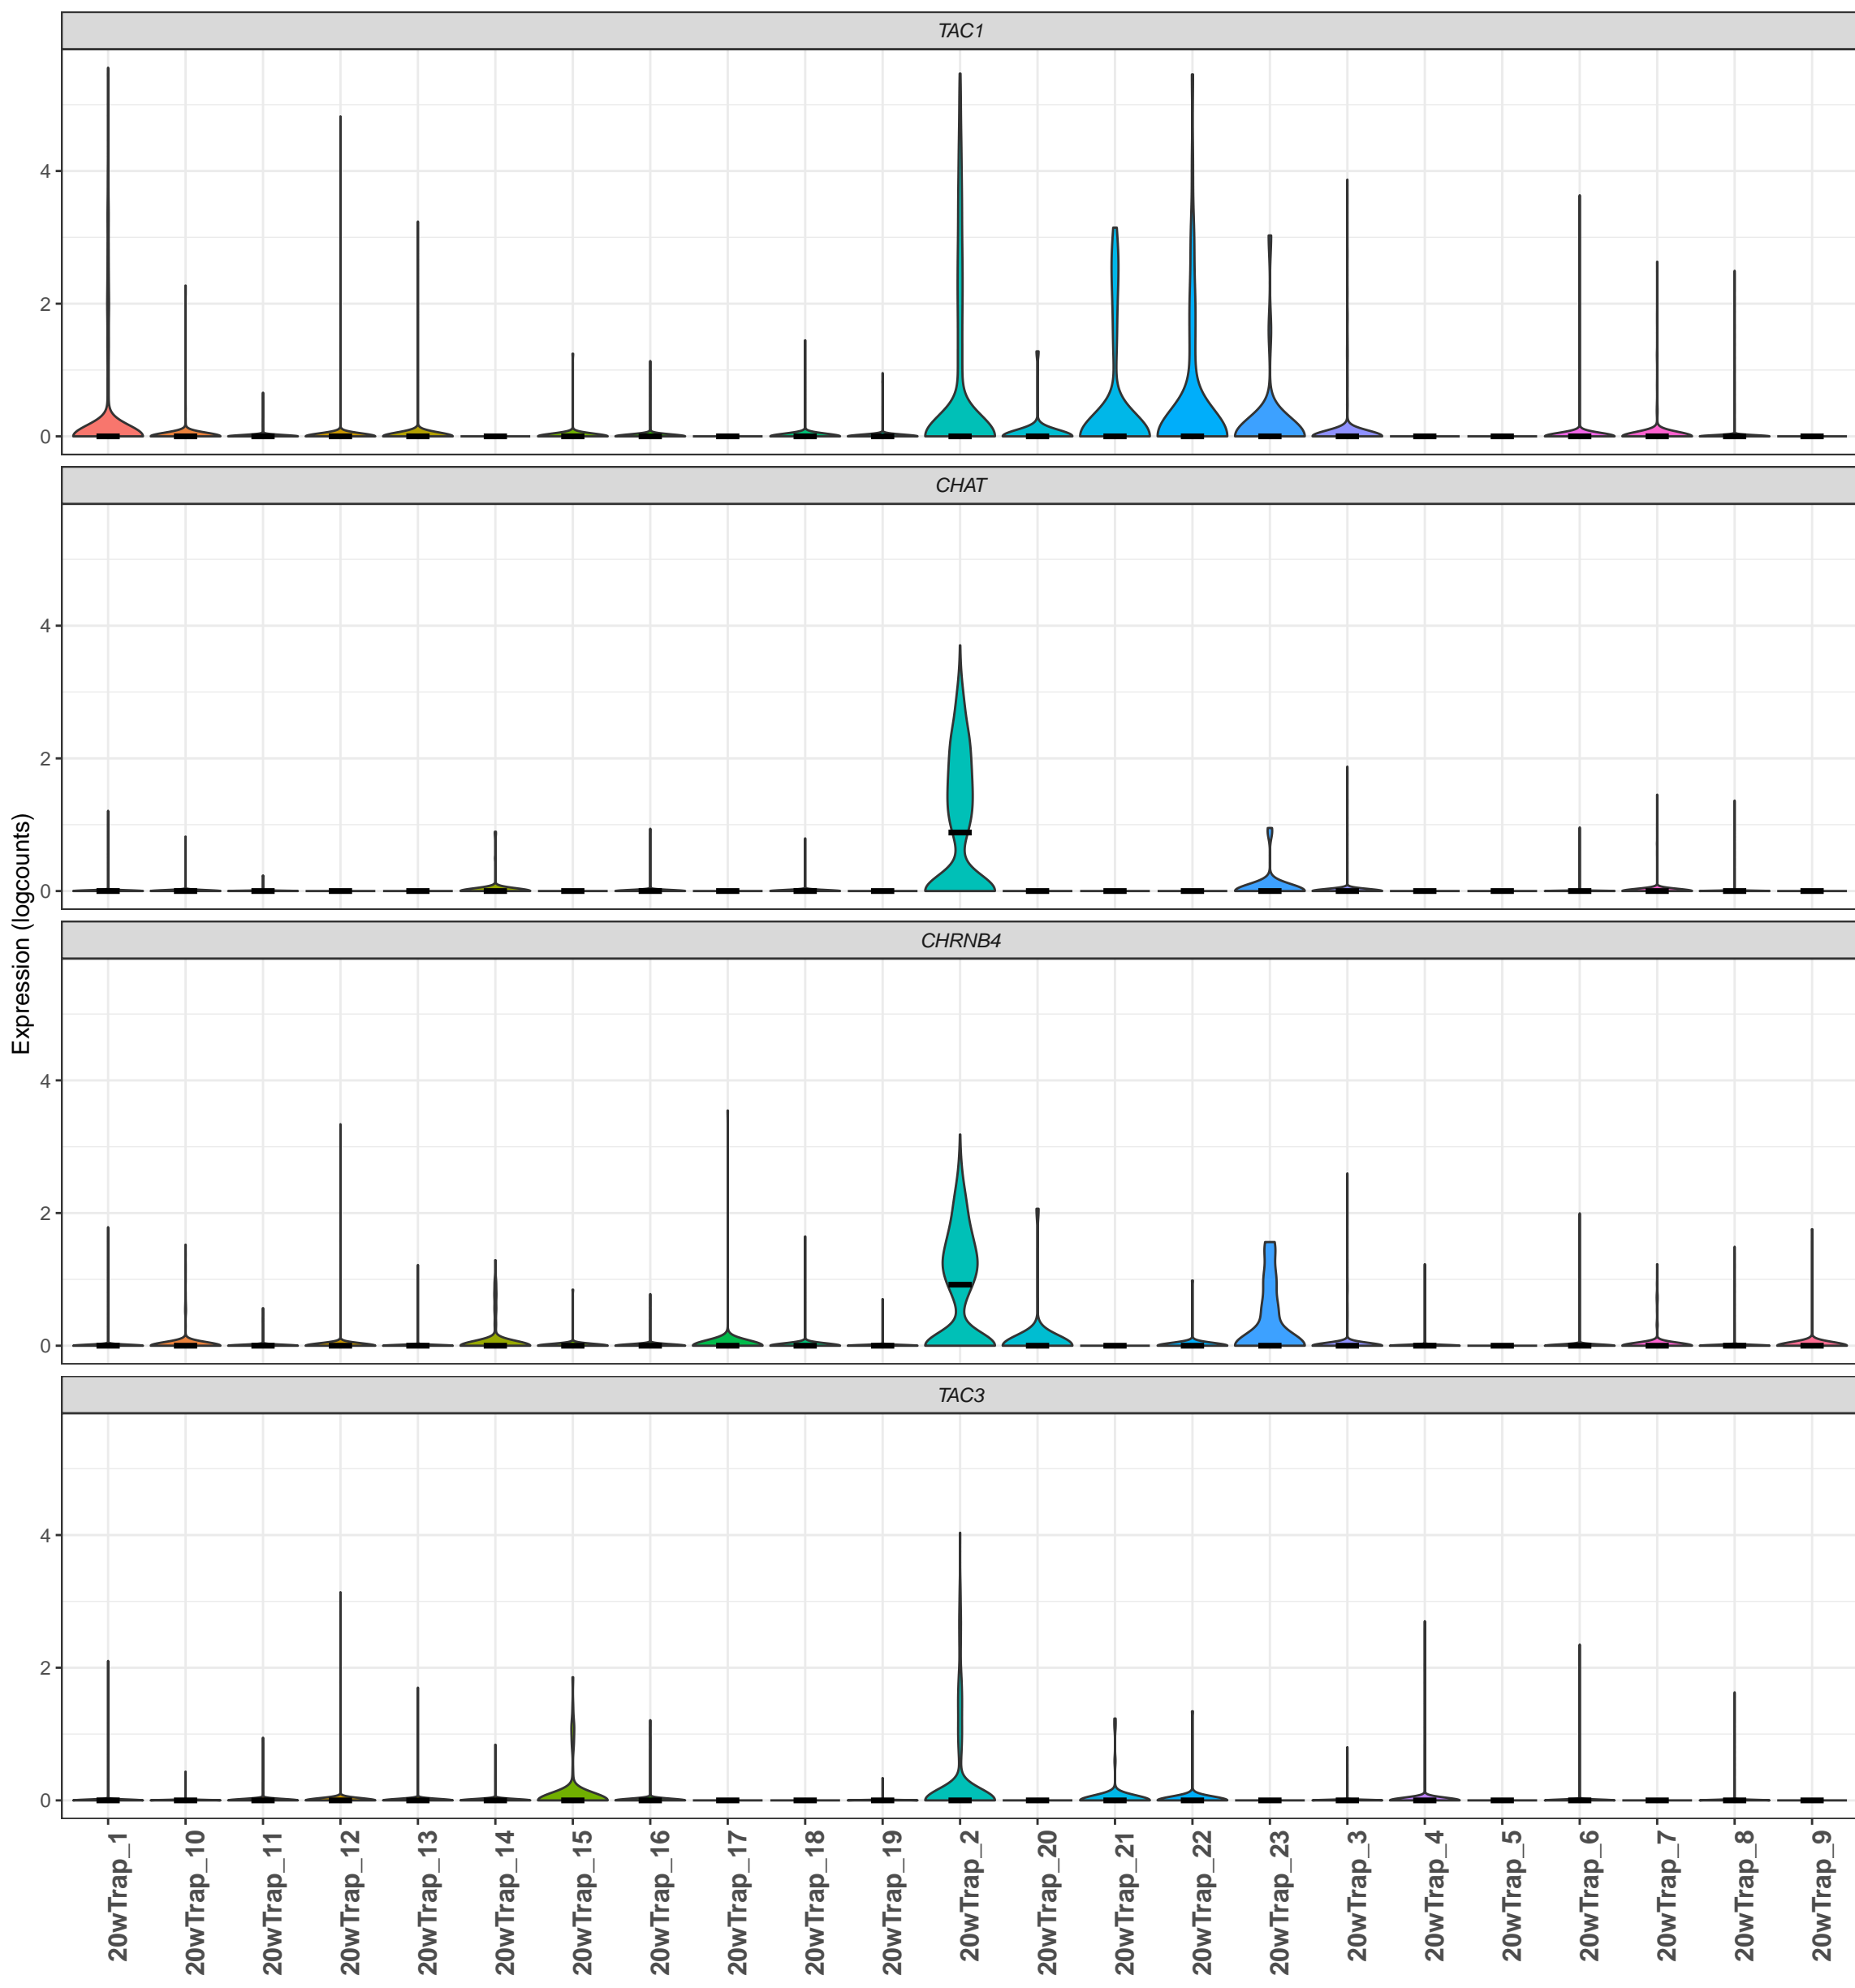 TAC1
4
2
0
CHAT
4
2
0
Expression (logcounts)
CHRNB4
4
2
0
TAC3
4
2
0
20wTrap_1
20wTrap_10
20wTrap_11
20wTrap_12
20wTrap_13
20wTrap_14
20wTrap_15
20wTrap_16
20wTrap_17
20wTrap_18
20wTrap_19
20wTrap_2
20wTrap_20
20wTrap_21
20wTrap_22
20wTrap_23
20wTrap_3
20wTrap_4
20wTrap_5
20wTrap_6
20wTrap_7
20wTrap_8
20wTrap_9